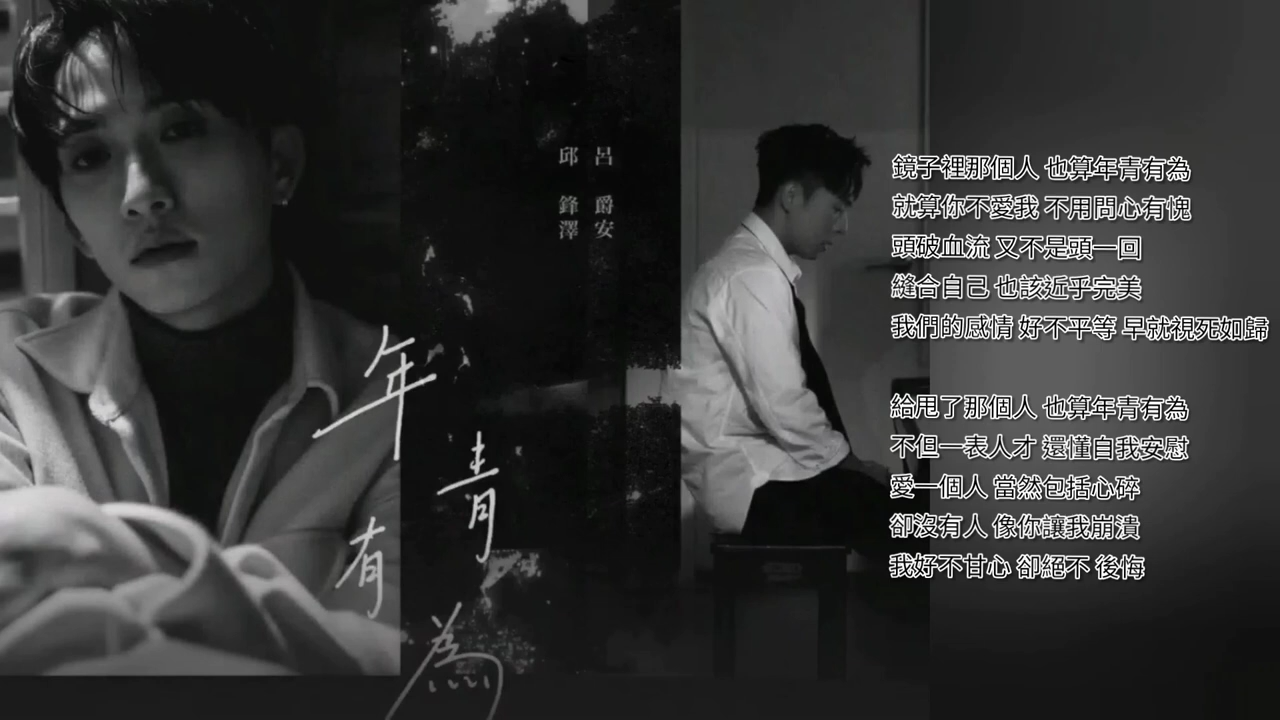 呂爵安
邱鋒澤
年青有為
鏡子裡那個人 也算年青有為
就算你不愛我 不用問心有愧
頭破血流 又不是頭一回
縫合自己 也該近乎完美
我們的感情 好不平等 早就視死如歸
給甩了那個人 也算年青有為
不但一表人才 還懂自我安慰
愛一個人 當然包括心碎
卻沒有人 像你讓我崩潰
我好不甘心 卻絕不 後悔